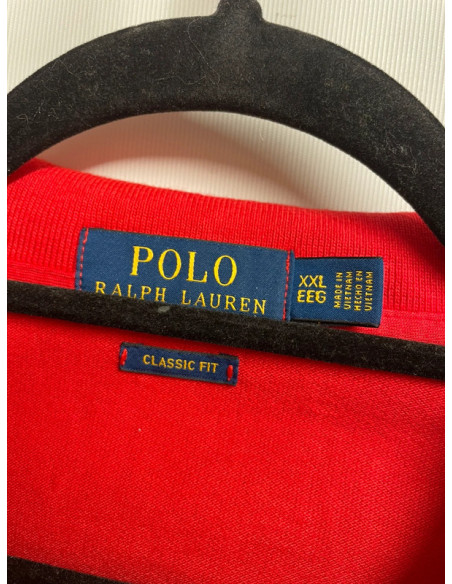 POLO
RALPH LAUREN
XXL
EEG
MADE IN
VIETNAM
HECHO EN
VIETNAM
CLASSIC FIT